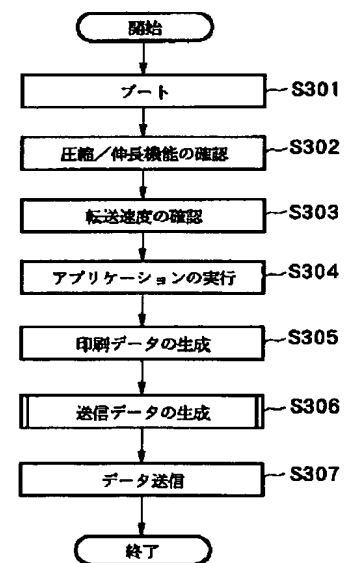 開始
ブート S301
圧縮／伸長機能の確認 S302
転送速度の確認 S303
アプリケーションの実行 S304
印刷データの生成 S305
送信データの生成 S306
データ送信 S307
終了